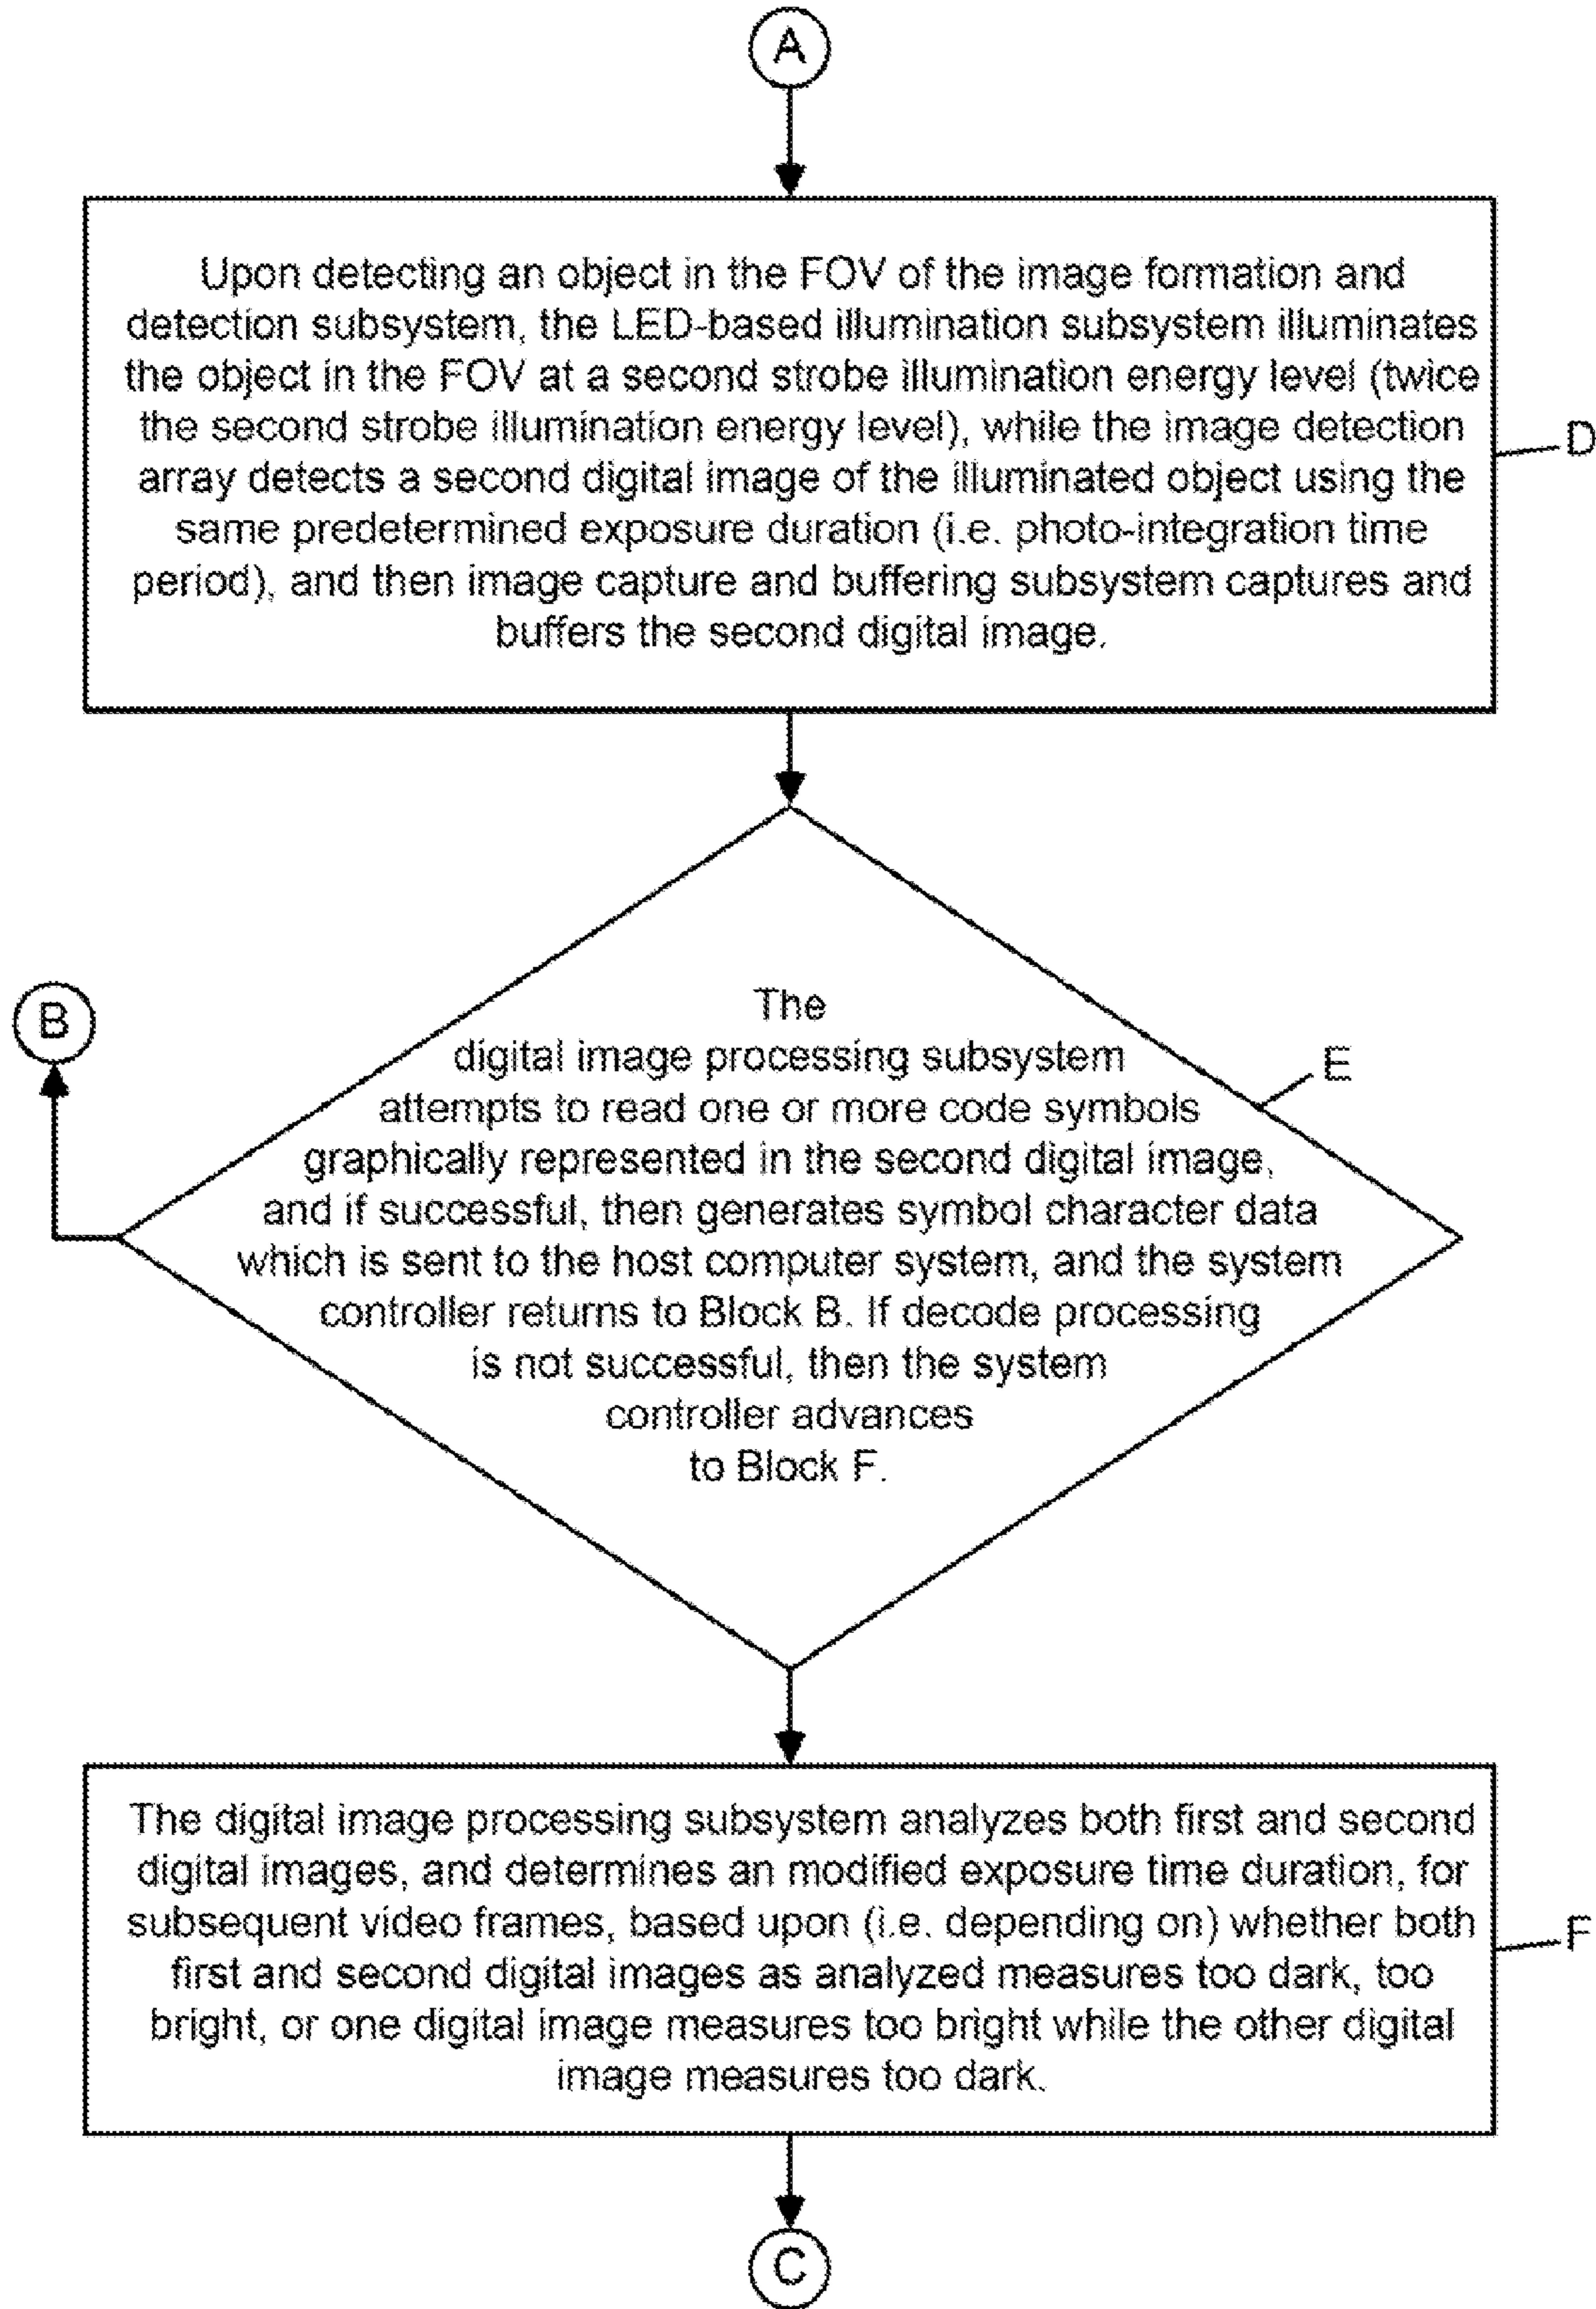 A
Upon detecting an object in the FOV of the image formation and
detection subsystem, the LED-based illumination subsystem illuminates
the object in the FOV at a second strobe illumination energy level (twice
the second strobe illumination energy level), while the image detection
array detects a second digital image of the illuminated object using the
same predetermined exposure duration (i.e. photo-integration time
period), and then image capture and buffering subsystem captures and
buffers the second digital image.
D
B
The
digital image processing subsystem
attempts to read one or more code symbols
graphically represented in the second digital image,
and if successful, then generates symbol character data
which is sent to the host computer system, and the system
controller returns to Block B. If decode processing
is not successful, then the system
controller advances
to Block F.
E
The digital image processing subsystem analyzes both first and second
digital images, and determines an modified exposure time duration, for
subsequent video frames, based upon (i.e. depending on) whether both
first and second digital images as analyzed measures too dark, too
bright, or one digital image measures too bright while the other digital
image measures too dark.
F
C